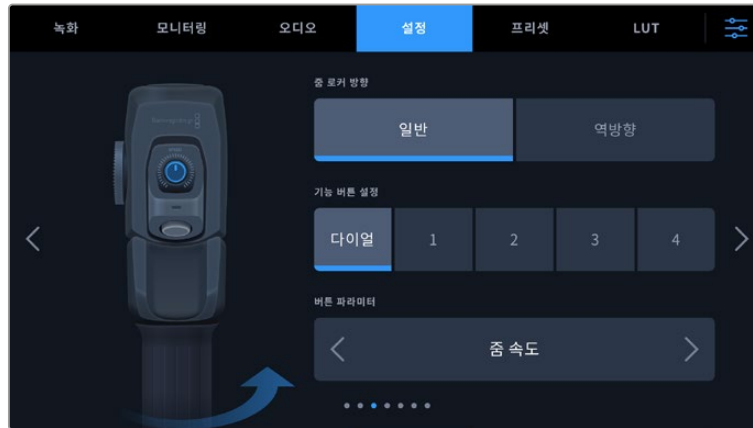 녹화 모니터링 오디오 설정 프리셋 LUT
줌 로커 방향
일반 역방향
기능 버튼 설정
다이얼 1 2 3 4
버튼 파라미터
줌 속도